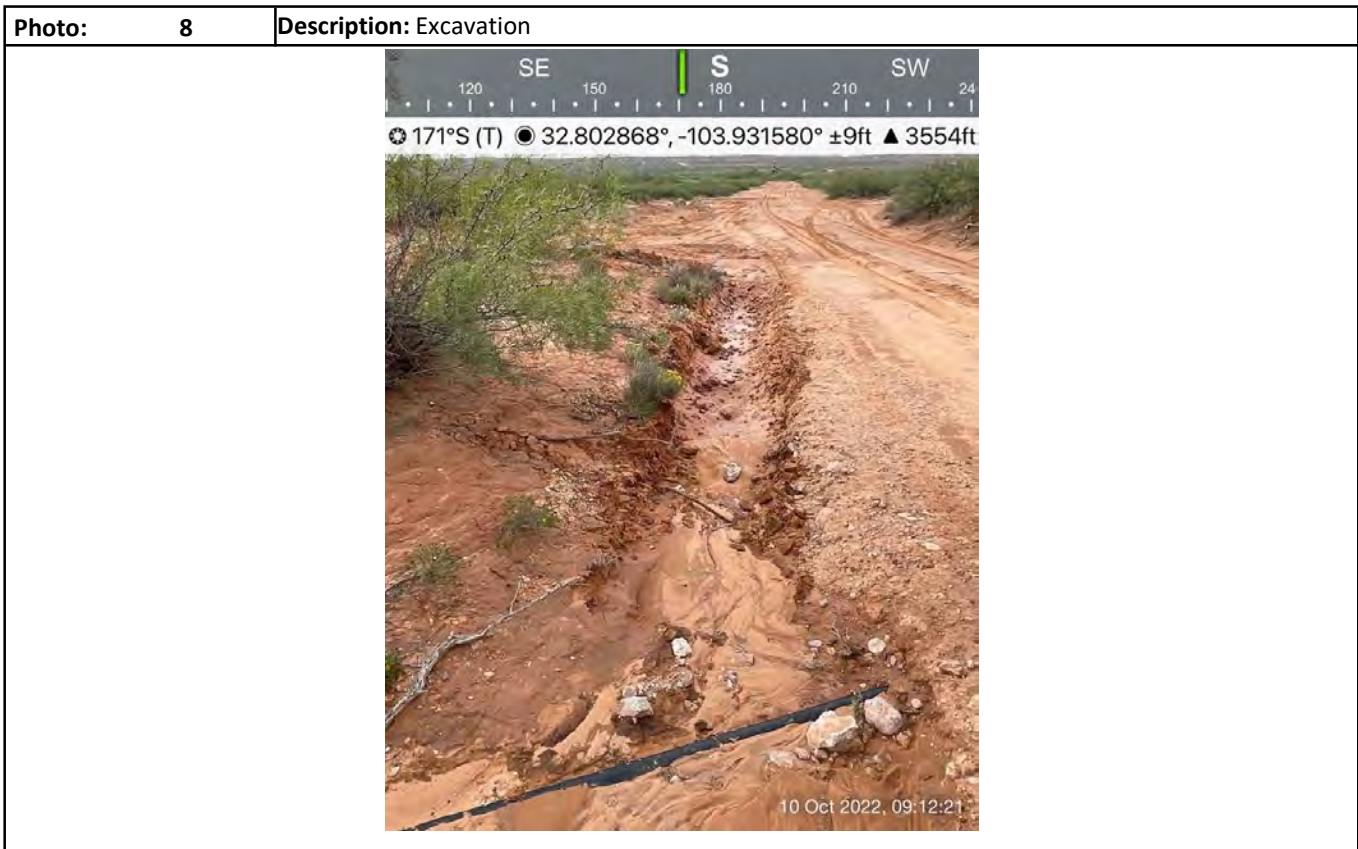 Photo: 8 Description: Excavation
SE S SW
120 150 180 210 24
171°S (T) 32.802868°, -103.931580° ±9ft ▲ 3554ft
10 Oct 2022, 09:12:21